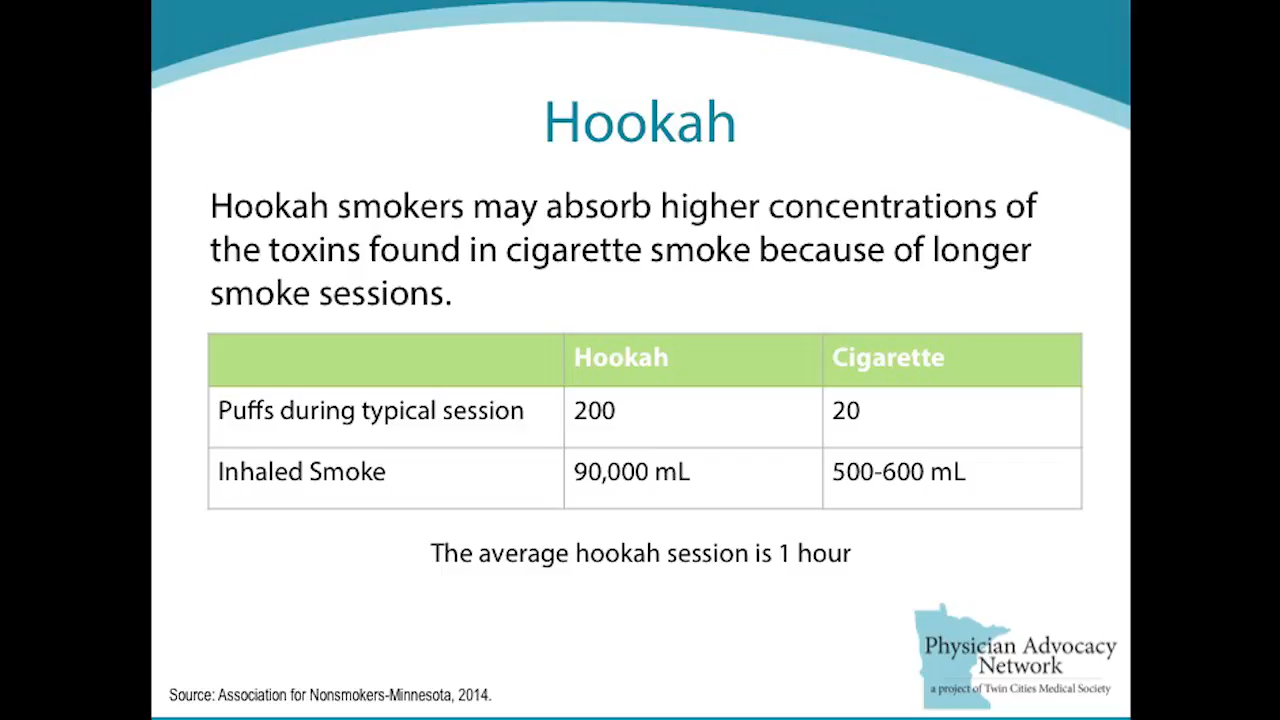 Hookah
Hookah smokers may absorb higher concentrations of
the toxins found in cigarette smoke because of longer
smoke sessions.
Hookah Cigarette
Puffs during typical session 200 20
Inhaled Smoke 90,000 mL 500-600 mL
The average hookah session is 1 hour
Physician Advocacy
Network
a project of Twin Cities Medical Society
Source: Association for Nonsmokers-Minnesota, 2014.